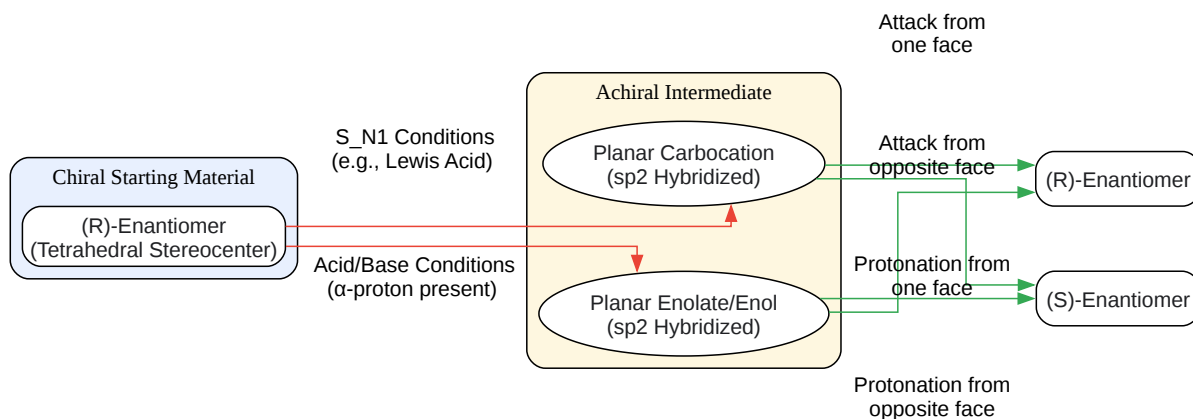 Attack from
one face
Achiral Intermediate
S_N1 Conditions
(e.g., Lewis Acid)
Planar Carbocation
(sp2 Hybridized)
Attack from
opposite face
Chiral Starting Material
(R)-Enantiomer
(R)-Enantiomer
(Tetrahedral Stereocenter)
Acid/Base Conditions
(α-proton present)
Protonation from
one face
Planar Enolate/Enol
(sp2 Hybridized)
(S)-Enantiomer
Protonation from
opposite face